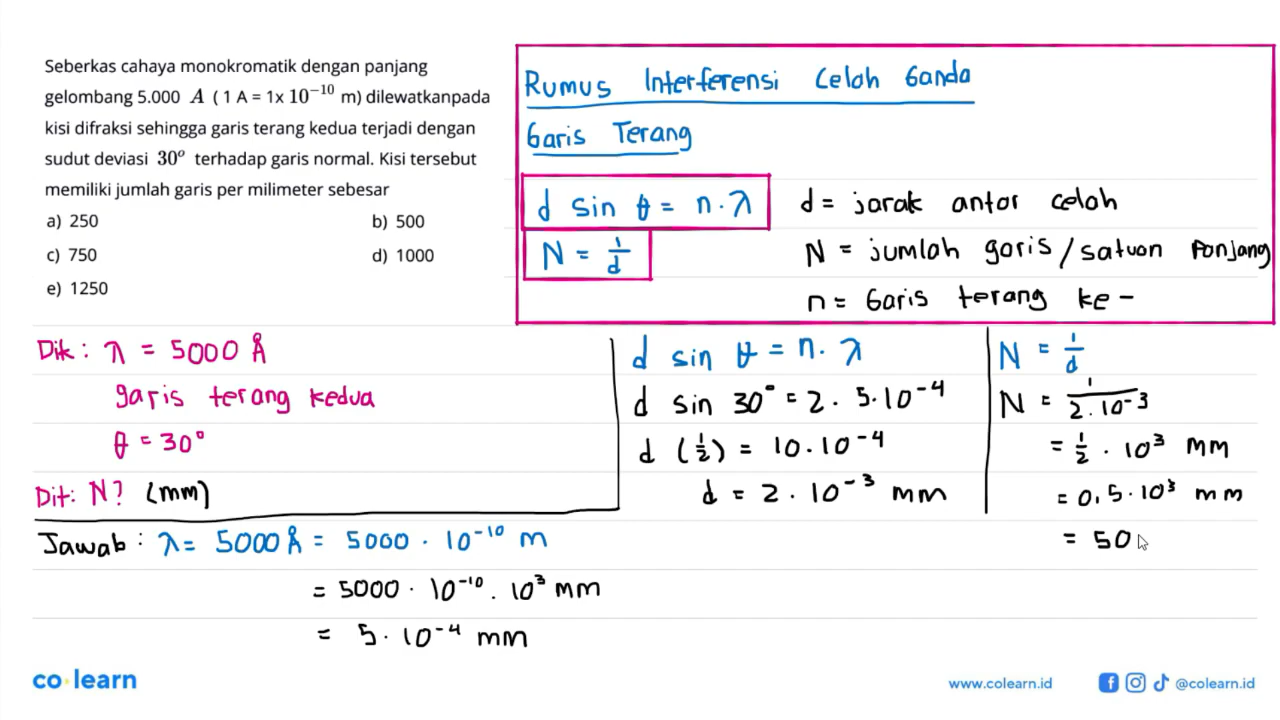 Seberkas cahaya monokromatik dengan panjang
gelombang 5.000 A ( 1 A = 1x 10⁻¹⁰ m) dilewatkanpada
kisi difraksi sehingga garis terang kedua terjadi dengan
sudut deviasi 30° terhadap garis normal. Kisi tersebut
memiliki jumlah garis per milimeter sebesar
a) 250
b) 500
c) 750
d) 1000
e) 1250
Rumus Interferensi Celah Ganda
Garis Terang
d sin θ = n . λ
N = 1/d
d = jarak antar celah
N = jumlah garis / satuan Panjang
n = Garis terang ke -
Dik : λ = 5000 Å
garis terang kedua
θ = 30°
Dit : N? (mm)
Jawab : λ = 5000 Å = 5000 . 10⁻¹⁰ m
= 5000 . 10⁻¹⁰ . 10³ mm
= 5 . 10⁻⁴ mm
d sin θ = n . λ
d sin 30° = 2 . 5 . 10⁻⁴
d (1/2) = 10 . 10⁻⁴
d = 2 . 10⁻³ mm
N = 1/d
N = 1/2 . 10⁻³
= 1/2 . 10³ mm
= 0,5 . 10³ mm
= 50
co·learn
www.colearn.id
@colearn.id